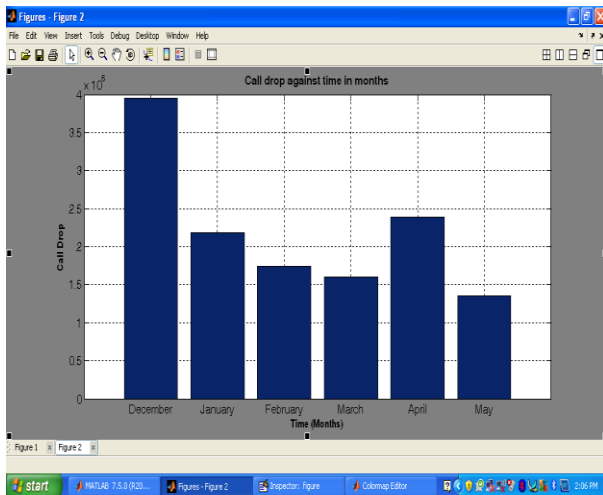 Figures - Figure 2
File Edit View Insert Tools Debug Desktop Window Help
Call drop against time in months
x 10^6
4
3.5
3
2.5
2
1.5
1
0.5
0
Call Drop
December January February March April May
Time (Months)
Figure 1 x Figure 2 x
start MATLAB 7.5.0 (R20... Figures - Figure 2 Inspector: figure Colormap Editor 2:06 PM